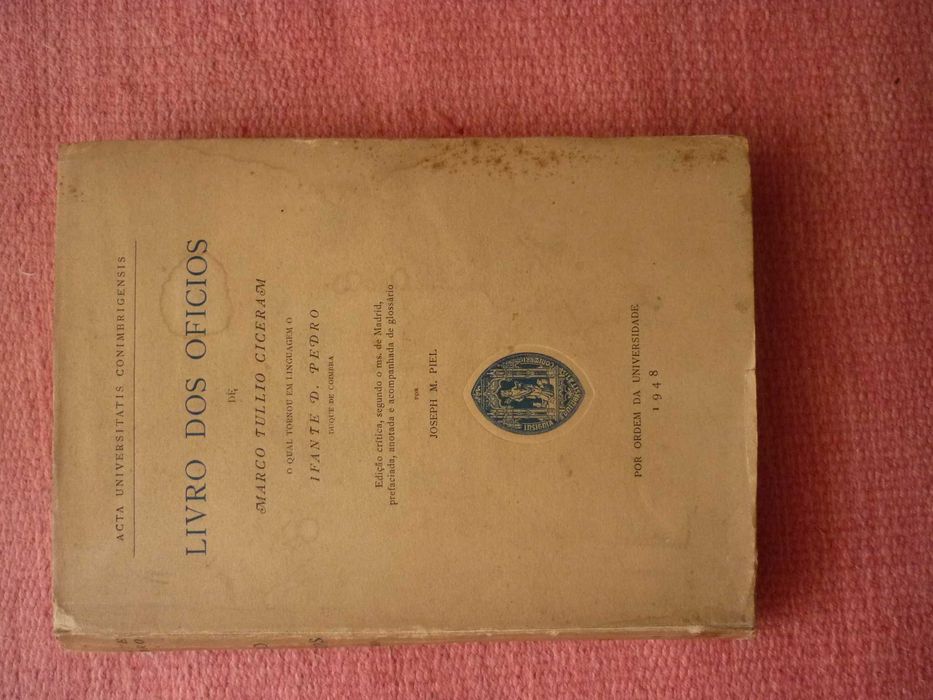 ACTA UNIVERSITATIS CONIMBRIGENSIS
LIVRO DOS OFICIOS
DE
MARCO TULLIO CICERAM
O QUAL TORNOU EM LINGUAGEM O
IFANTE D. PEDRO
DUQUE DE COIMBRA
Edição crítica, segundo o ms. de Madrid,
prefaciada, anotada e acompanhada de glossário
POR
JOSEPH M. PIEL
POR ORDEM DA UNIVERSIDADE
1948